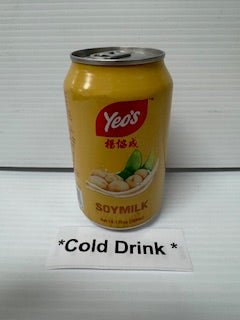 Yeo's
楊協成
SOYMILK
*Cold Drink *